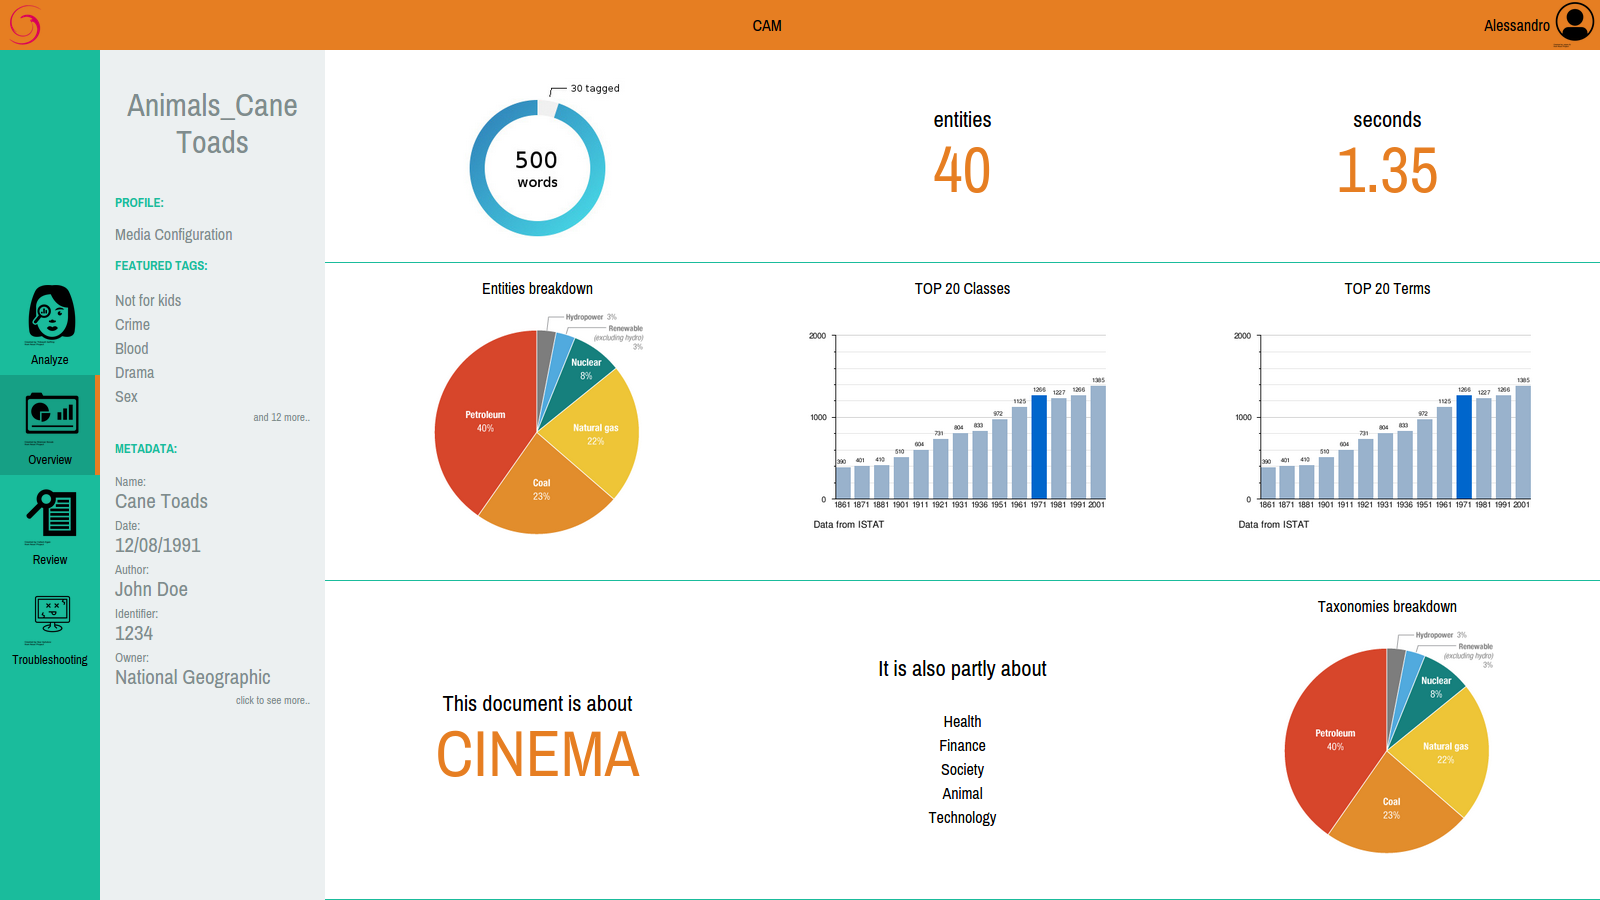 CAM
Alessandro
Animals_Cane
Toads
PROFILE:
Media Configuration
FEATURED TAGS:
Not for kids
Crime
Blood
Drama
Sex
and 12 more..
METADATA:
Name:
Cane Toads
Date:
12/08/1991
Author:
John Doe
Identifier:
1234
Owner:
National Geographic
click to see more..
Analyze
Overview
Review
Troubleshooting
30 tagged
500
words
entities
40
seconds
1.35
Entities breakdown
Hydropower 3%
Renewable
(excluding hydro)
3%
Nuclear
8%
Petroleum
40%
Natural gas
22%
Coal
23%
TOP 20 Classes
2000
1000
0
390 401 410 510 604 731 804 833 972 1125 1266 1227 1266 1385
1861 1871 1881 1901 1911 1921 1931 1936 1951 1961 1971 1981 1991 2001
Data from ISTAT
TOP 20 Terms
2000
1000
0
390 401 410 510 604 731 804 833 972 1125 1266 1227 1266 1385
1861 1871 1881 1901 1911 1921 1931 1936 1951 1961 1971 1981 1991 2001
Data from ISTAT
This document is about
CINEMA
It is also partly about
Health
Finance
Society
Animal
Technology
Taxonomies breakdown
Hydropower 3%
Renewable
(excluding hydro)
3%
Nuclear
8%
Petroleum
40%
Natural gas
22%
Coal
23%